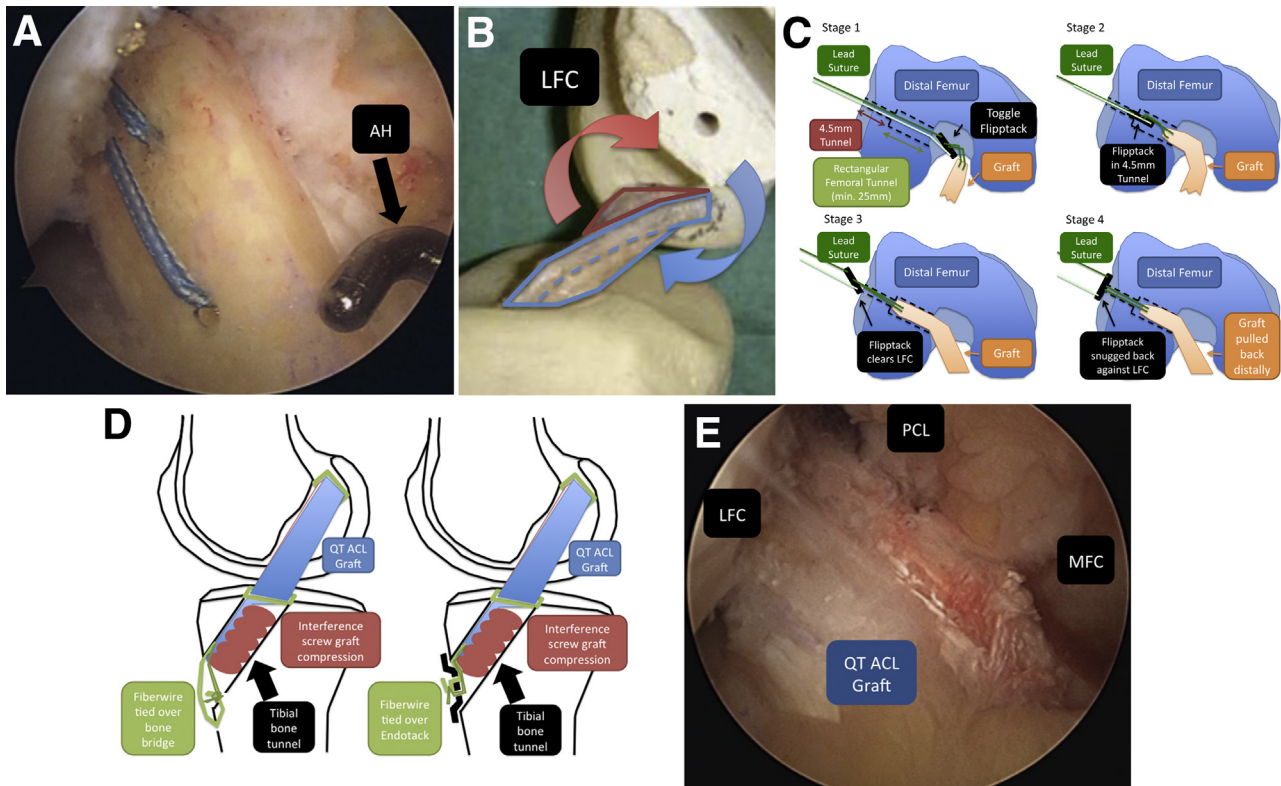 A
AH
B
LFC
C
Stage 1
Lead
Suture
Distal Femur
4.5mm
Tunnel
Toggle
Flipptack
Rectangular
Femoral Tunnel
(min. 25mm)
Graft
Stage 2
Lead
Suture
Distal Femur
Flipptack
in 4.5mm
Tunnel
Graft
Stage 3
Lead
Suture
Distal Femur
Flipptack
clears LFC
Graft
Stage 4
Lead
Suture
Distal Femur
Flipptack
snugged back
against LFC
Graft
pulled
back
distally
D
QT ACL
Graft
Interference
screw graft
compression
Fiberwire
tied over
bone
bridge
Tibial
bone
tunnel
QT ACL
Graft
Interference
screw graft
compression
Fiberwire
tied over
Endotack
Tibial
bone
tunnel
E
PCL
LFC
MFC
QT ACL
Graft